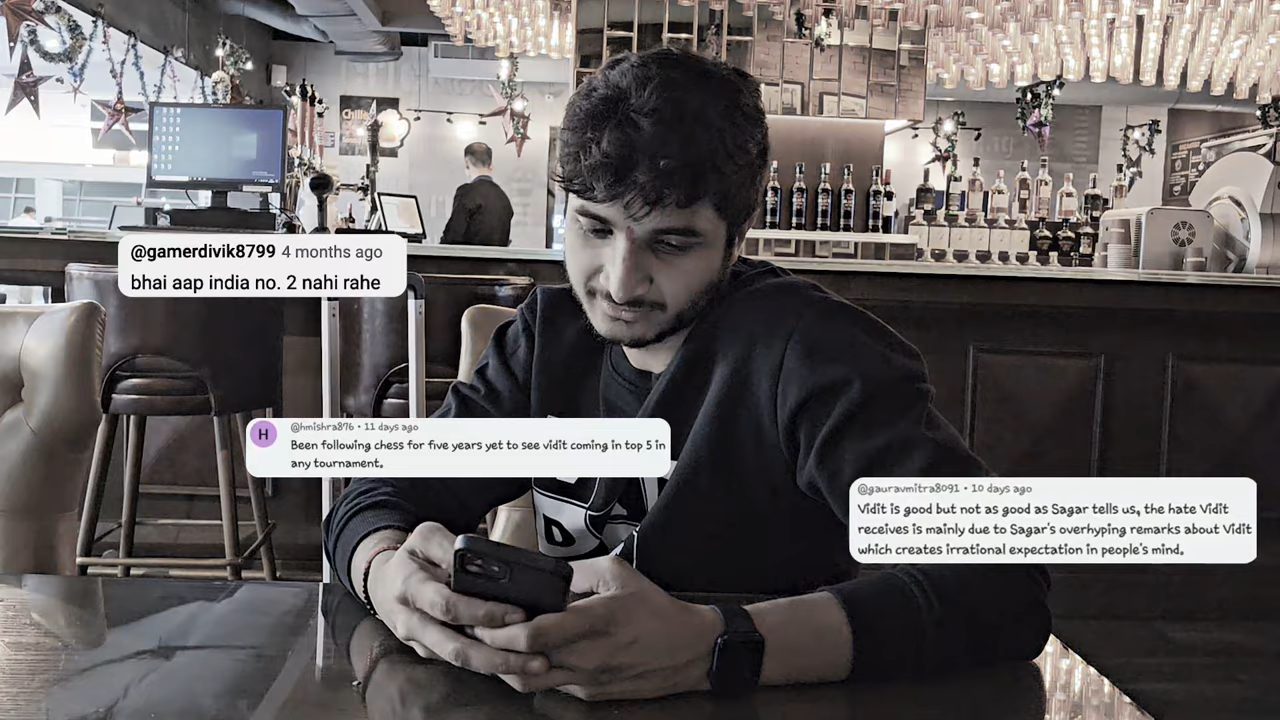 @gamerdivik8799 4 months ago
bhai aap india no. 2 nahi rahe
H
@hmishra876 • 11 days ago
Been following chess for five years yet to see vidit coming in top 5 in
any tournament.
@gauravmitra8091 • 10 days ago
Vidit is good but not as good as Sagar tells us, the hate Vidit
receives is mainly due to Sagar's overhyping remarks about Vidit
which creates irrational expectation in people's mind.
D